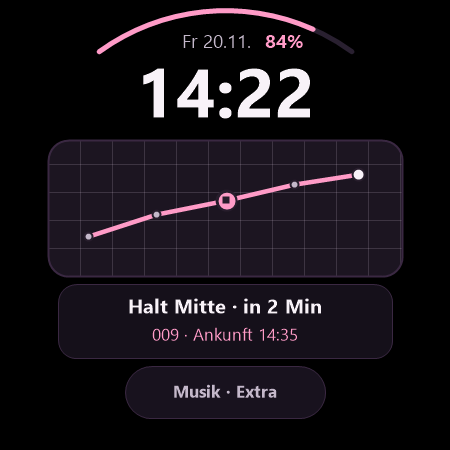 Fr 20.11. 84%
14:22
Halt Mitte · in 2 Min
009 · Ankunft 14:35
Musik · Extra